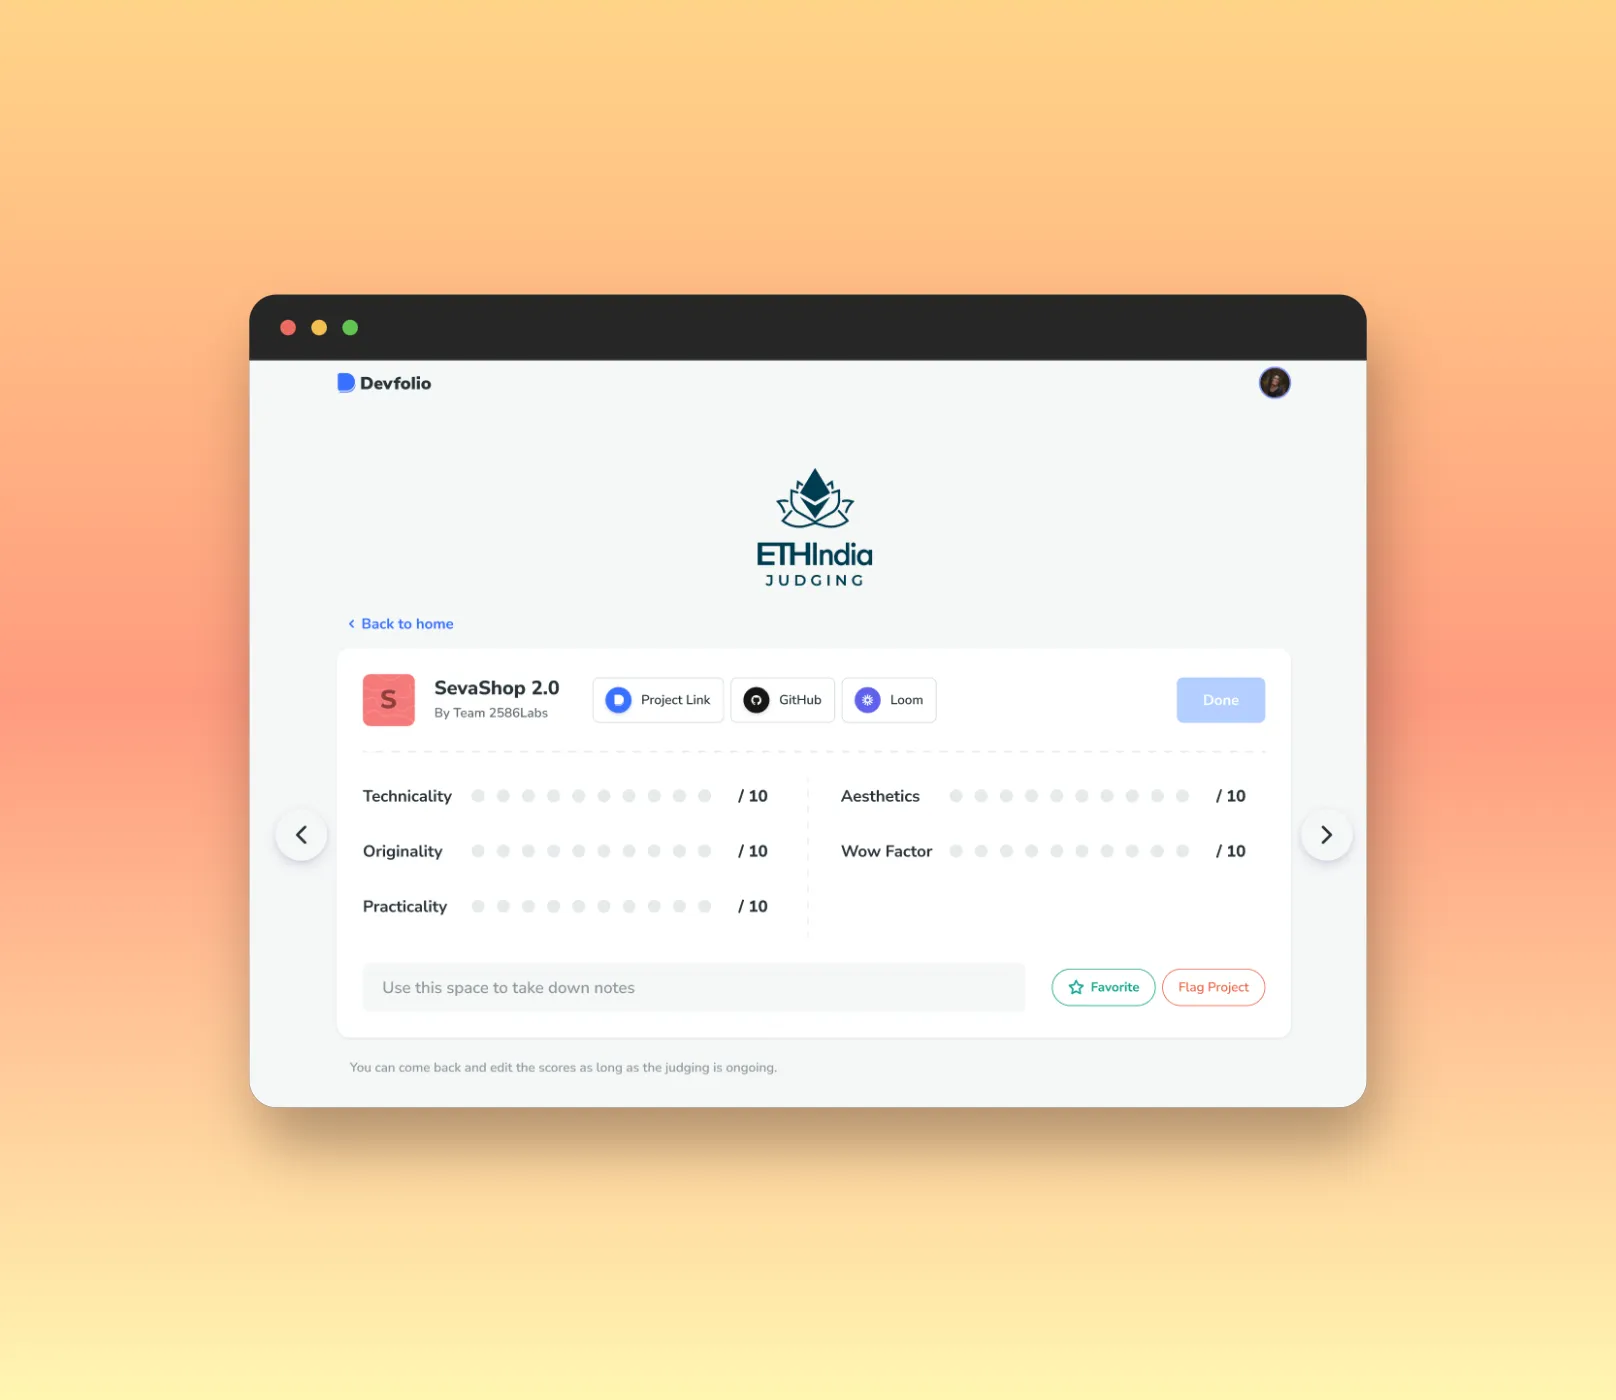 Devfolio
ETHIndia
JUDGING
Back to home
S
SevaShop 2.0
By Team 2586Labs
Project Link
GitHub
Loom
Done
Technicality / 10
Originality / 10
Practicality / 10
Aesthetics / 10
Wow Factor / 10
Use this space to take down notes
Favorite
Flag Project
You can come back and edit the scores as long as the judging is ongoing.